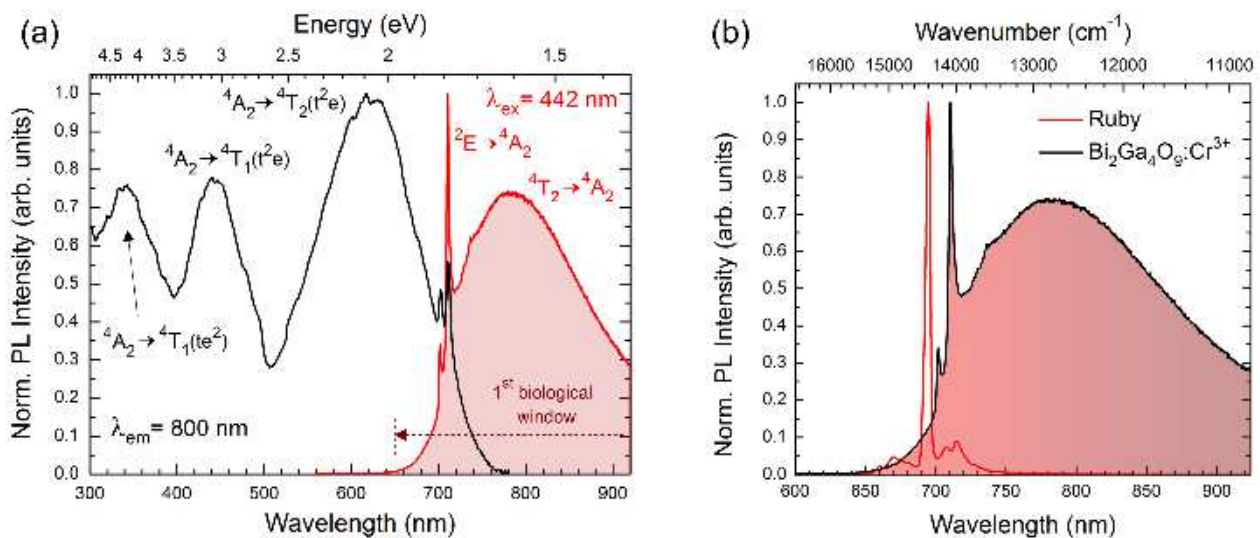 (a)
Energy (eV)
4.5 4 3.5 3 2.5 2 1.5
Norm. PL Intensity (arb. units)
1.0
0.9
0.8
0.7
0.6
0.5
0.4
0.3
0.2
0.1
0.0
⁴A₂→⁴T₂(t²e)
λₑₓ= 442 nm
⁴A₂→⁴T₁(t²e)
²E→⁴A₂
⁴T₂→⁴A₂
⁴A₂→⁴T₁(te²)
1ˢᵗ biological
window
λₑₘ= 800 nm
300 400 500 600 700 800 900
Wavelength (nm)
(b)
Wavenumber (cm⁻¹)
16000 15000 14000 13000 12000 11000
Norm. PL Intensity (arb. units)
1.0
0.9
0.8
0.7
0.6
0.5
0.4
0.3
0.2
0.1
0.0
Ruby
Bi₂Ga₄O₉:Cr³⁺
600 650 700 750 800 850 900
Wavelength (nm)